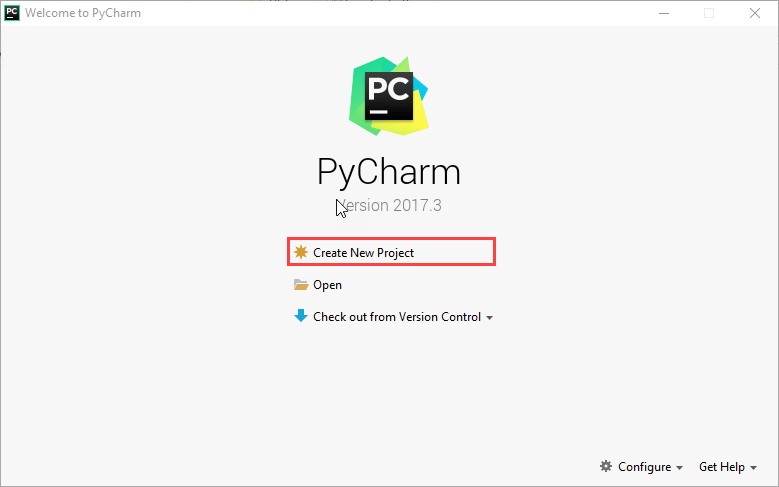 PC Welcome to PyCharm
PC
PyCharm
Version 2017.3
Create New Project
Open
Check out from Version Control
Configure Get Help